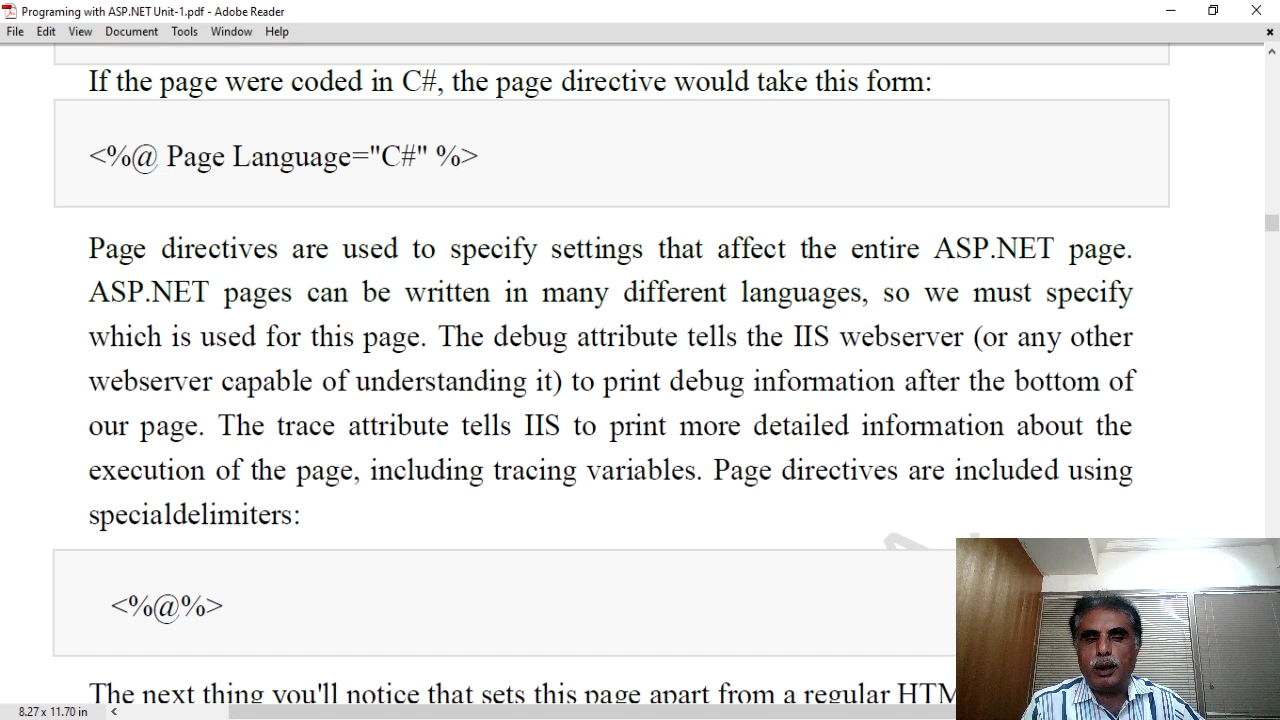 Programing with ASP.NET Unit-1.pdf - Adobe Reader
File Edit View Document Tools Window Help
If the page were coded in C#, the page directive would take this form:
<%@ Page Language="C#" %>
Page directives are used to specify settings that affect the entire ASP.NET page.
ASP.NET pages can be written in many different languages, so we must specify
which is used for this page. The debug attribute tells the IIS webserver (or any other
webserver capable of understanding it) to print debug information after the bottom of
our page. The trace attribute tells IIS to print more detailed information about the
execution of the page, including tracing variables. Page directives are included using
specialdelimiters:
<%@%>
The next thing you'll notice that sets this page apart from a regular HTM
8.27 x 11.70 in